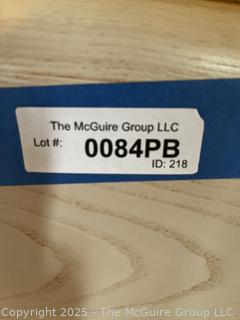 The McGuire Group LLC
Lot #: 0084PB
ID: 218
Copyright © 2025 - The McGuire Group LLC